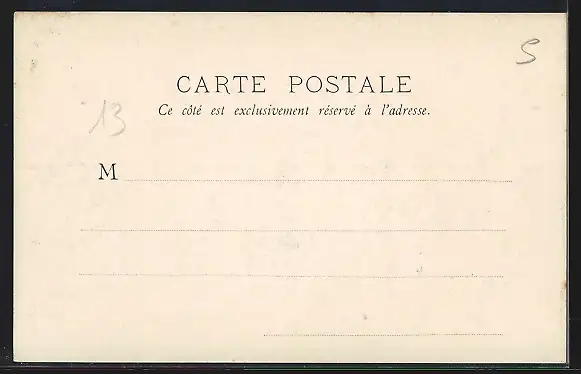 S
CARTE POSTALE
Ce côté est exclusivement réservé à l'adresse.
13
M